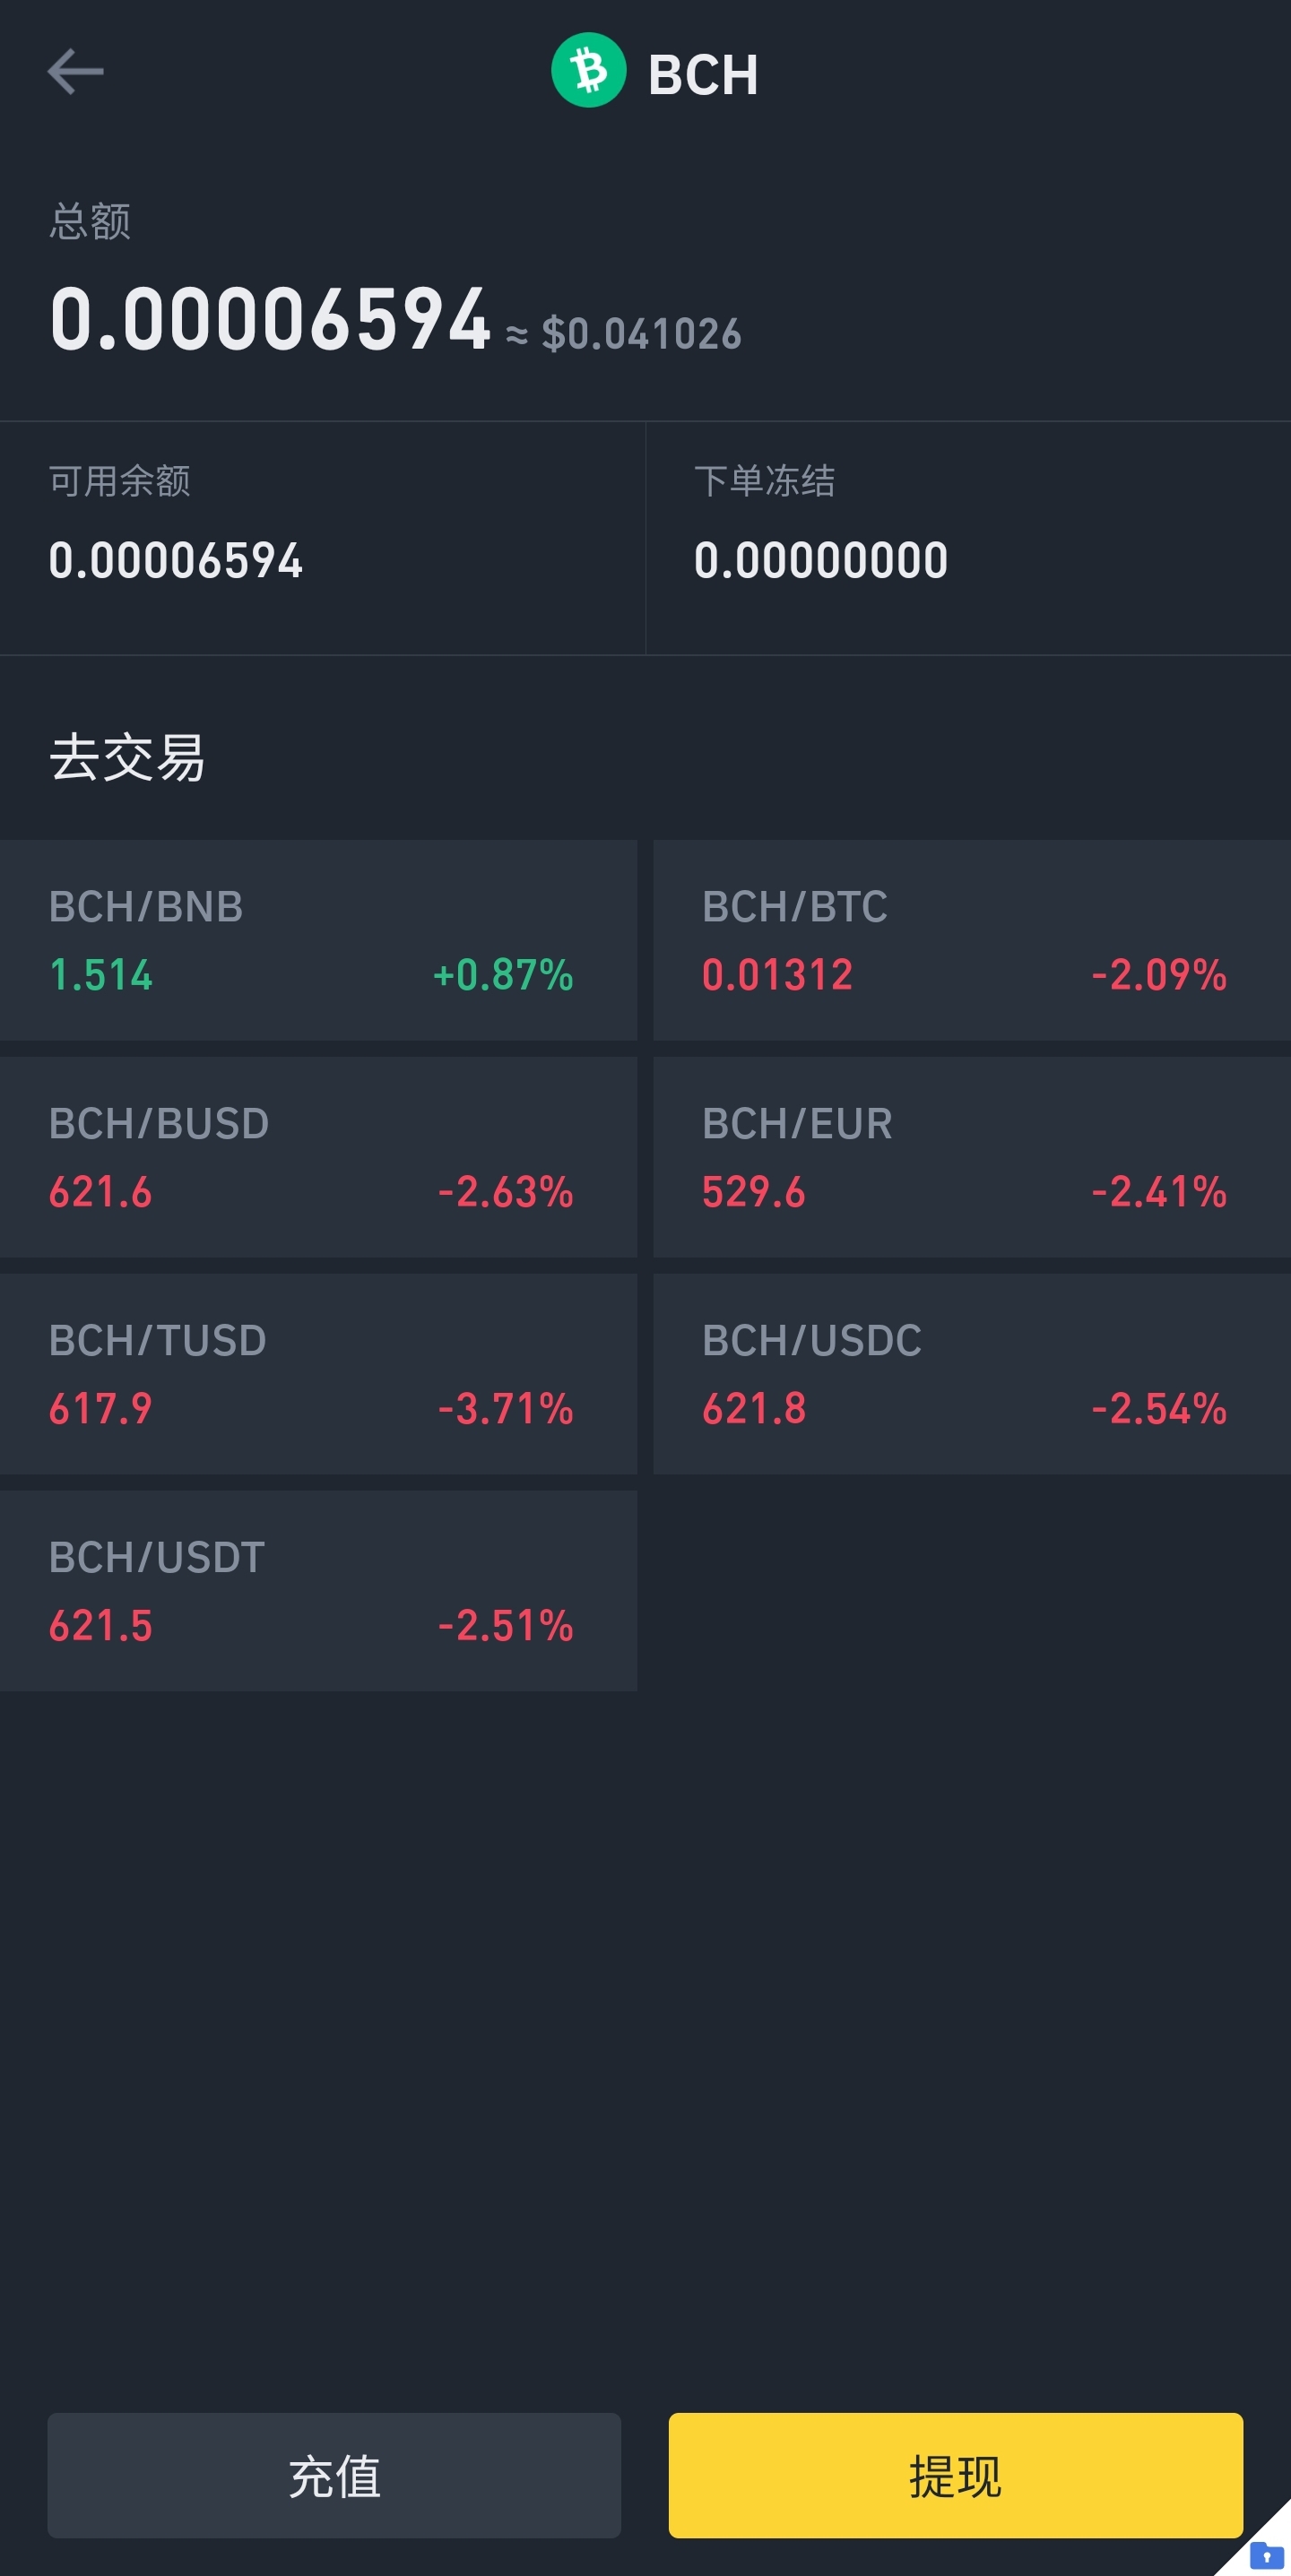 BCH
总额
0.00006594 ≈ $0.041026
可用余额 下单冻结
0.00006594 0.00000000
去交易
BCH/BNB BCH/BTC
1.514 +0.87% 0.01312 -2.09%
BCH/BUSD BCH/EUR
621.6 -2.63% 529.6 -2.41%
BCH/TUSD BCH/USDC
617.9 -3.71% 621.8 -2.54%
BCH/USDT
621.5 -2.51%
充值 提现